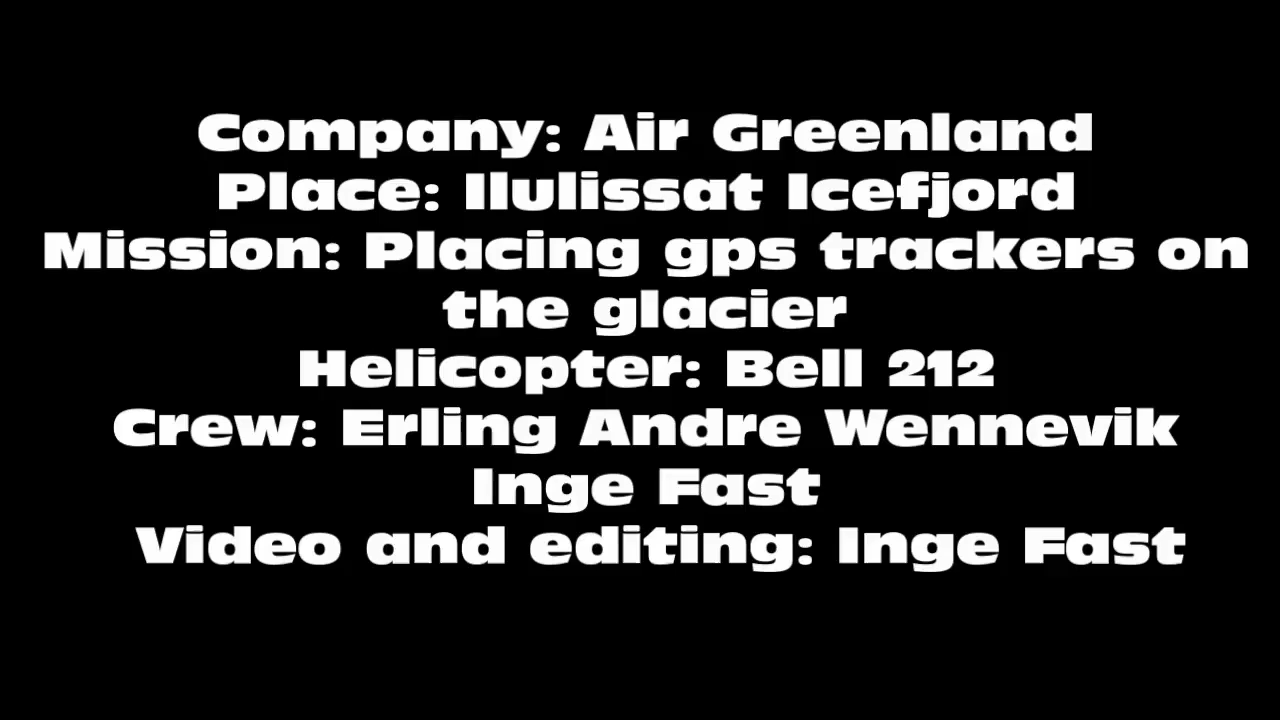 Company: Air Greenland
Place: Ilulissat Icefjord
Mission: Placing gps trackers on
the glacier
Helicopter: Bell 212
Crew: Erling Andre Wennevik
Inge Fast
Video and editing: Inge Fast